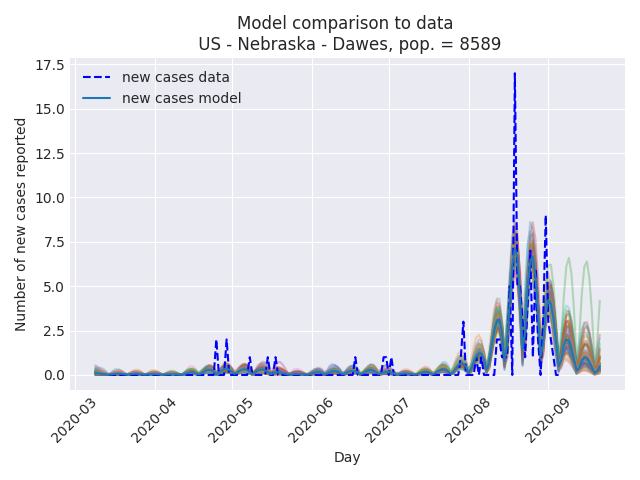 Model comparison to data
US - Nebraska - Dawes, pop. = 8589
new cases data
new cases model
Number of new cases reported
17.5
15.0
12.5
10.0
7.5
5.0
2.5
0.0
2020-03
2020-04
2020-05
2020-06
2020-07
2020-08
2020-09
Day